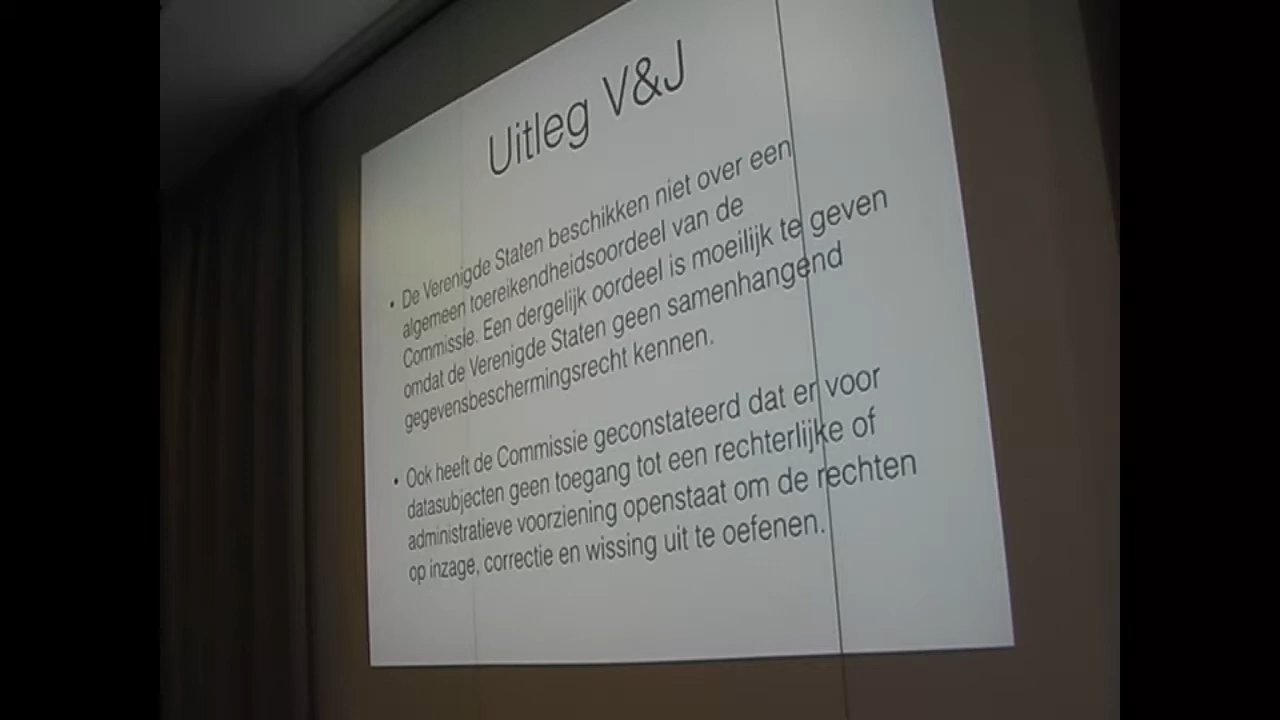 Uitleg V&J
• De Verenigde Staten beschikken niet over een
algemeen toereikendheidsoordeel van de
Commissie. Een dergelijk oordeel is moeilijk te geven
omdat de Verenigde Staten geen samenhangend
gegevensbeschermingsrecht kennen.
• Ook heeft de Commissie geconstateerd dat er voor
datasubjecten geen toegang tot een rechterlijke of
administratieve voorziening openstaat om de rechten
op inzage, correctie en wissing uit te oefenen.